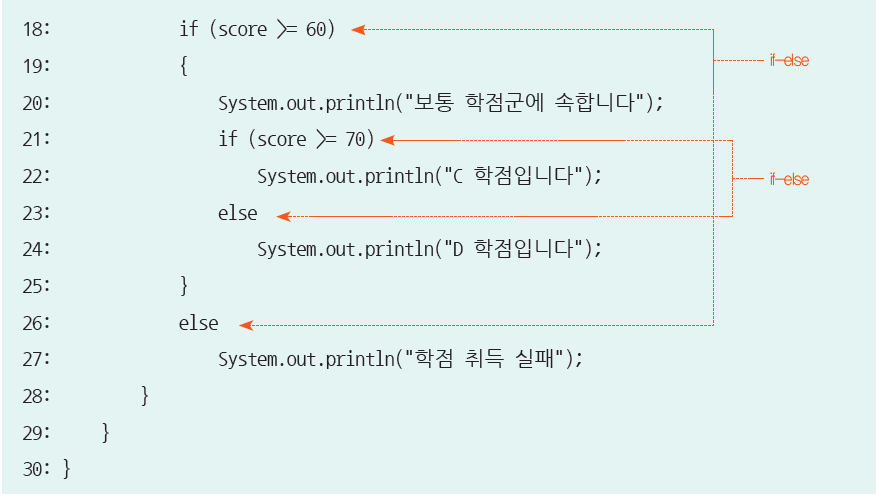 18:             if (score >= 60)
if-else
19:             {
20:                 System.out.println("보통 학점군에 속합니다");
21:                 if (score >= 70)
22:                     System.out.println("C 학점입니다");
if-else
23:                 else
24:                     System.out.println("D 학점입니다");
25:             }
26:             else
27:                 System.out.println("학점 취득 실패");
28:         }
29:     }
30: }